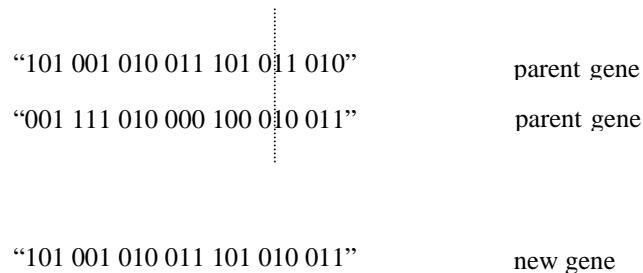 “101 001 010 011 101 011 010” parent gene
“001 111 010 000 100 010 011” parent gene
“101 001 010 011 101 010 011” new gene